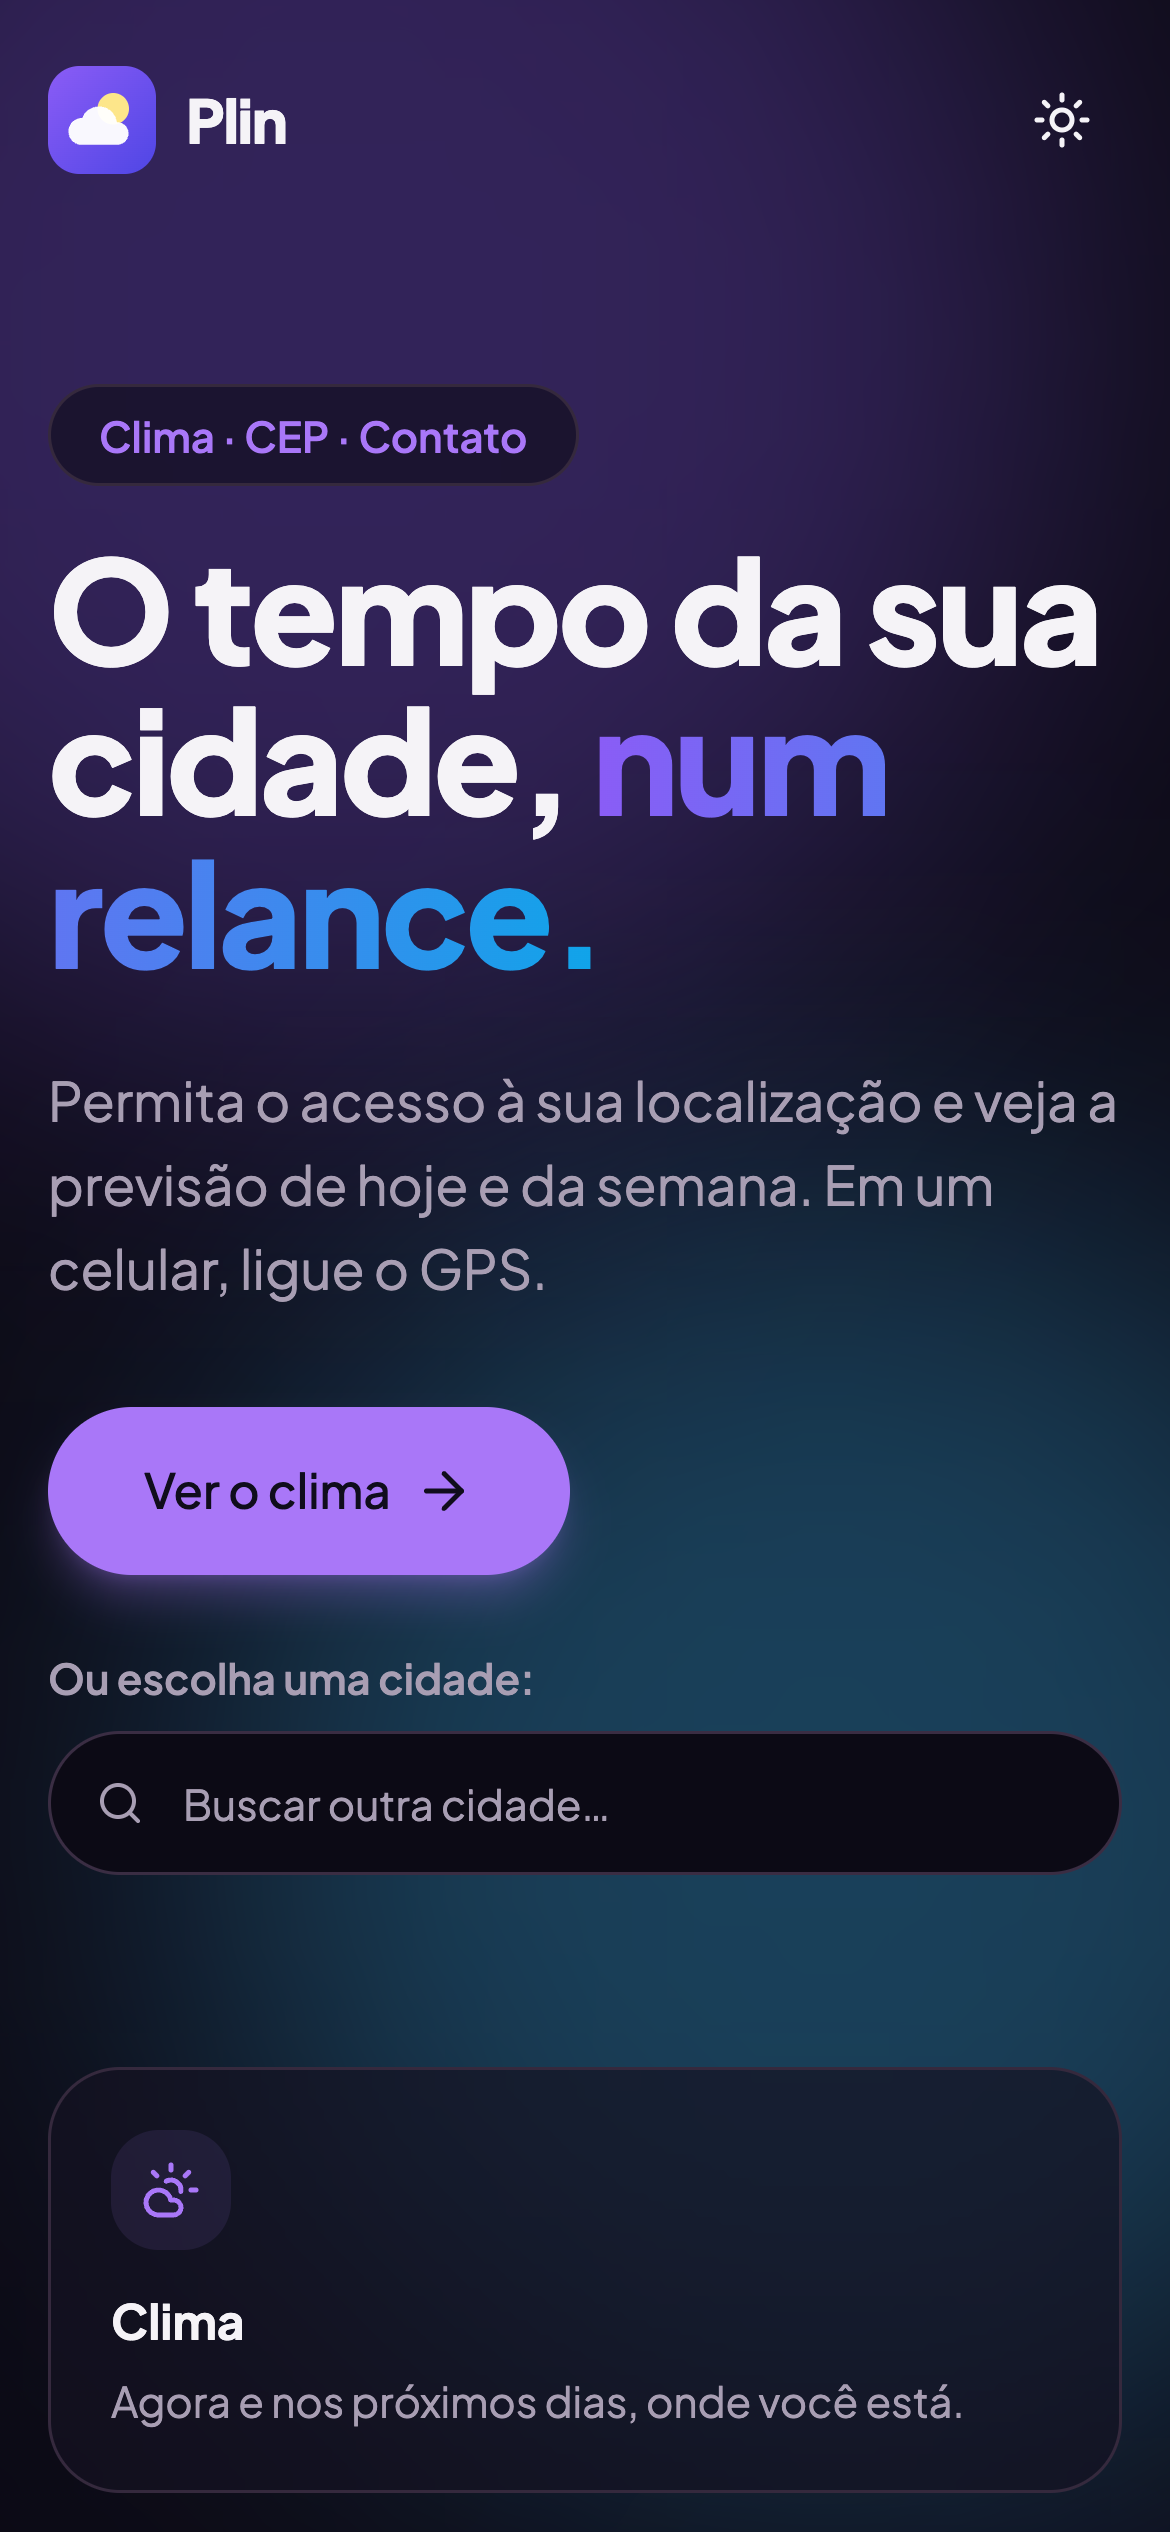 Plin
Clima · CEP · Contato
O tempo da sua
cidade, num
relance.
Permita o acesso à sua localização e veja a
previsão de hoje e da semana. Em um
celular, ligue o GPS.
Ver o clima
Ou escolha uma cidade:
Buscar outra cidade...
Clima
Agora e nos próximos dias, onde você está.